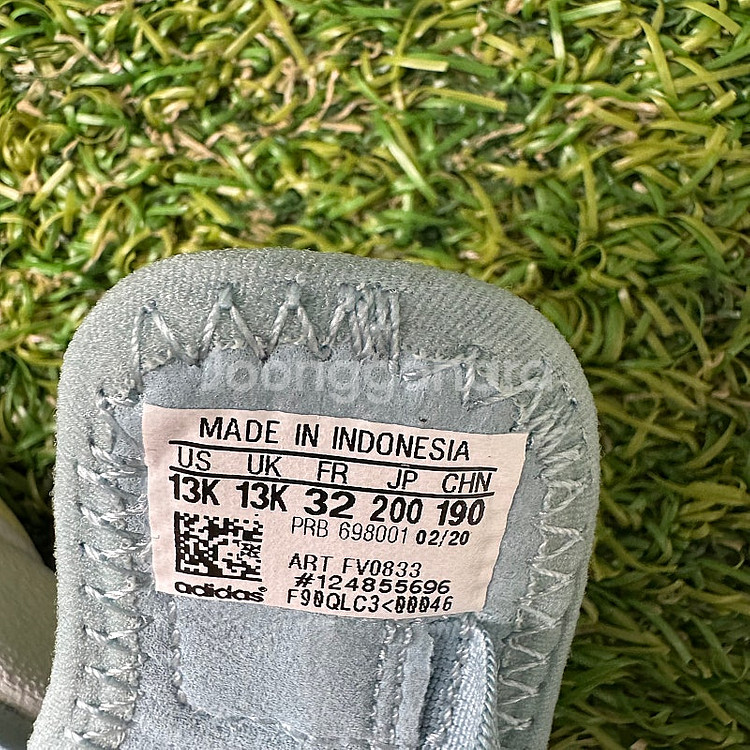 joonggonara
MADE IN INDONESIA
US UK FR JP CHN
13K 13K 32 200 190
PRB 698001 02/20
ART FV0833
#124855696
adidas F90QLC3<00046